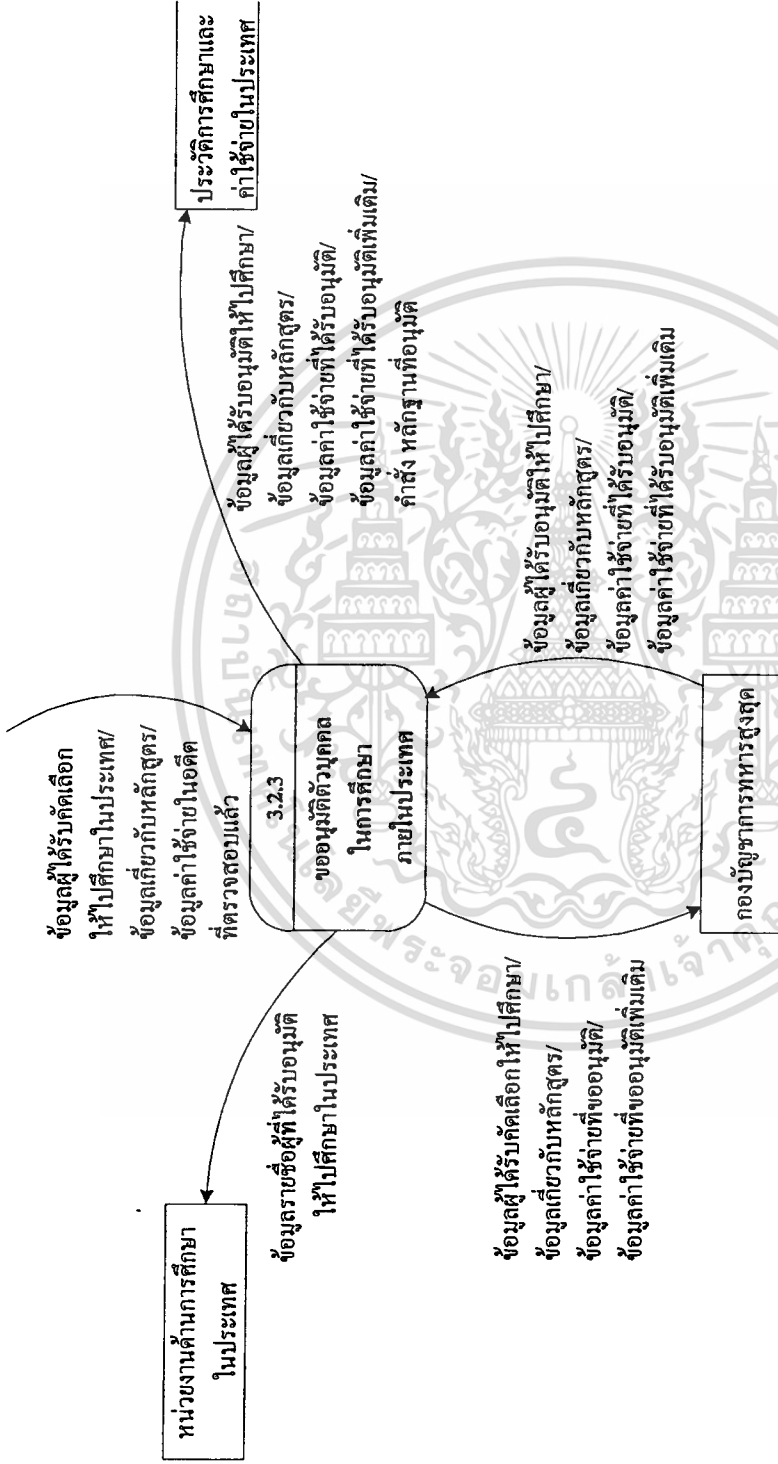 ข้อมูลผู้ได้รับคัดเลือก
ให้ไปศึกษาในประเทศ/
ข้อมูลเกี่ยวกับหลักสูตร/
ข้อมูลค่าใช้จ่ายในอดีต
ที่ตรวจสอบแล้ว
หน่วยงานด้านการศึกษา
ในประเทศ
ข้อมูลรายชื่อผู้ที่ได้รับอนุมัติ
ให้ไปศึกษาในประเทศ
3.2.3
ขออนุมัติตัวบุคคล
ในการศึกษา
ภายในประเทศ
ประวัติการศึกษาและ
ค่าใช้จ่ายในประเทศ
ข้อมูลผู้ได้รับอนุมัติให้ไปศึกษา/
ข้อมูลเกี่ยวกับหลักสูตร/
ข้อมูลค่าใช้จ่ายที่ได้รับอนุมัติ/
ข้อมูลค่าใช้จ่ายที่ได้รับอนุมัติเพิ่มเติม/
คำสั่ง หลักฐานที่อนุมัติ
ข้อมูลผู้ได้รับคัดเลือกให้ไปศึกษา/
ข้อมูลเกี่ยวกับหลักสูตร/
ข้อมูลค่าใช้จ่ายที่ขออนุมัติ/
ข้อมูลค่าใช้จ่ายที่ขออนุมัติเพิ่มเติม
ข้อมูลผู้ได้รับอนุมัติให้ไปศึกษา/
ข้อมูลเกี่ยวกับหลักสูตร/
ข้อมูลค่าใช้จ่ายที่ได้รับอนุมัติ/
ข้อมูลค่าใช้จ่ายที่ได้รับอนุมัติเพิ่มเติม
กองบัญชาการทหารสูงสุด